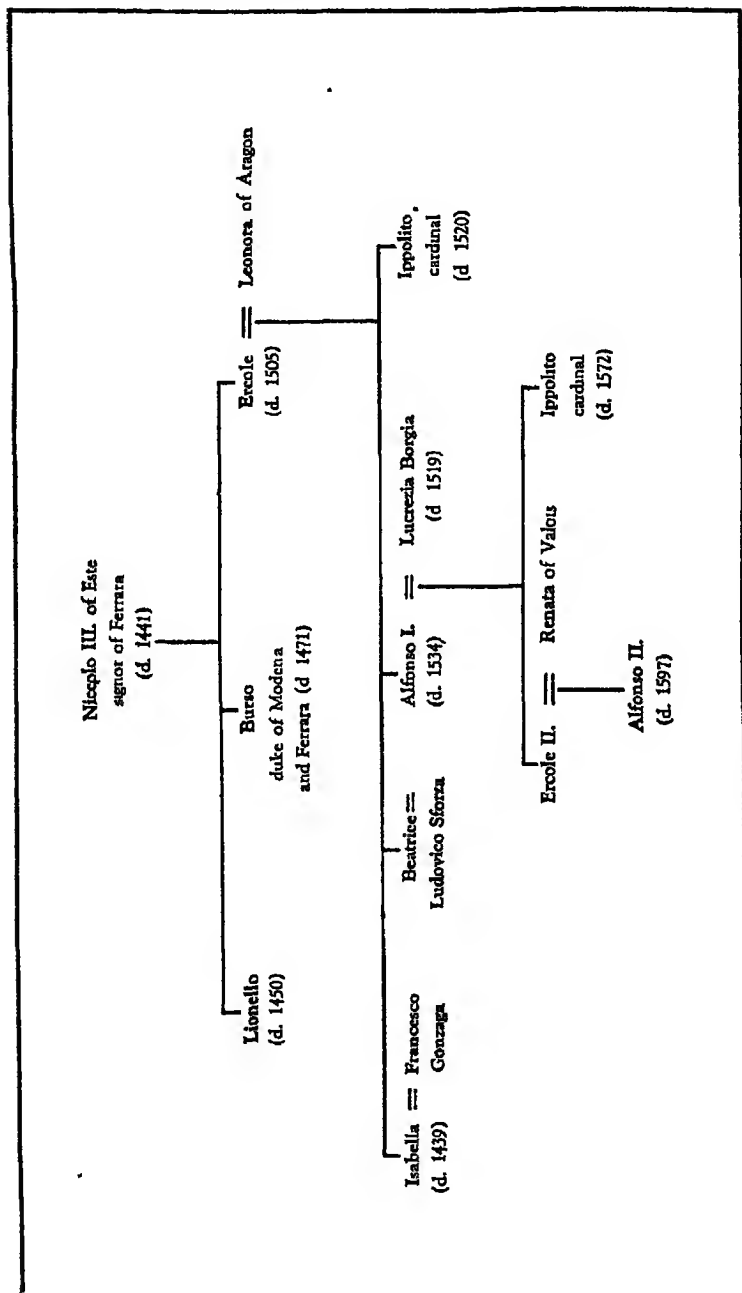 Niccolo III. of Este
signor of Ferrara
(d. 1441)
Lionello
(d. 1450)
Burso
duke of Modena
and Ferrara (d 1471)
Ercole == Leonora of Aragon
(d. 1505)
Isabella == Francesco
(d. 1439) Gonzaga
Beatrice ==
Ludovico Sforza
Alfonso I. == Lucrezia Borgia
(d. 1534) (d 1519)
Ippolito,
cardinal
(d 1520)
Ercole II. == Renata of Valois
Ippolito
cardinal
(d. 1572)
Alfonso II.
(d. 1597)